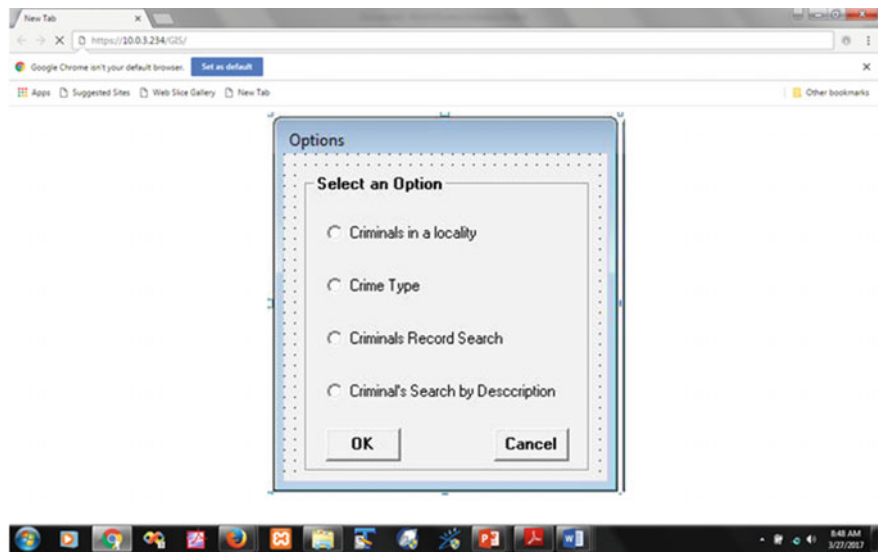 New Tab
https://10.0.3.234/GIS/
Google Chrome isn't your default browser. Set as default
Apps Suggested Sites Web Slice Gallery New Tab Other bookmarks
Options
Select an Option
Criminals in a locality
Crime Type
Criminals Record Search
Criminal's Search by Desccription
OK Cancel
8:48 AM
3/27/2017